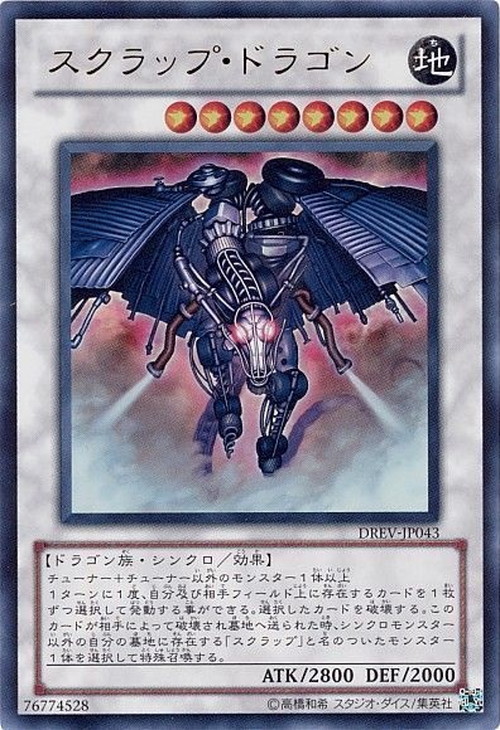 スクラップ・ドラゴン
地
DREV-JP043
【ドラゴン族・シンクロ/効果】
チューナー+チューナー以外のモンスター1体以上
1ターンに1度、自分及び相手フィールド上に存在するカードを1枚
ずつ選択して発動する事ができる。選択したカードを破壊する。この
カードが相手によって破壊され墓地へ送られた時、シンクロモンスター
以外の自分の墓地に存在する「スクラップ」と名のついたモンスター
1体を選択して特殊召喚する。
ATK/2800 DEF/2000
76774528 ©高橋和希 スタジオ・ダイス/集英社